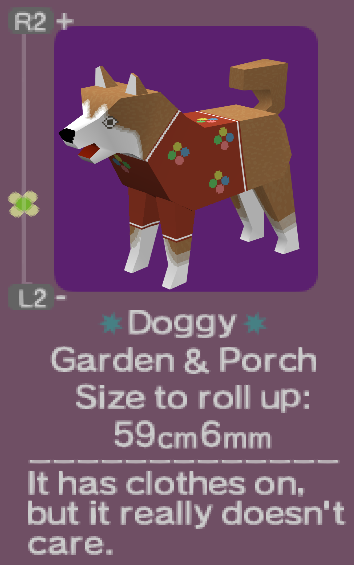 R2 +
L2 -
Doggy
Garden & Porch
Size to roll up:
59cm6mm
It has clothes on,
but it really doesn't
care.